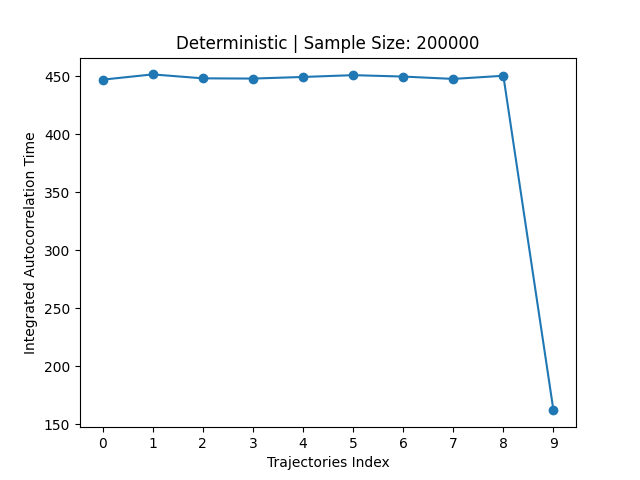 Deterministic | Sample Size: 200000
Integrated Autocorrelation Time
450
400
350
300
250
200
150
0 1 2 3 4 5 6 7 8 9
Trajectories Index